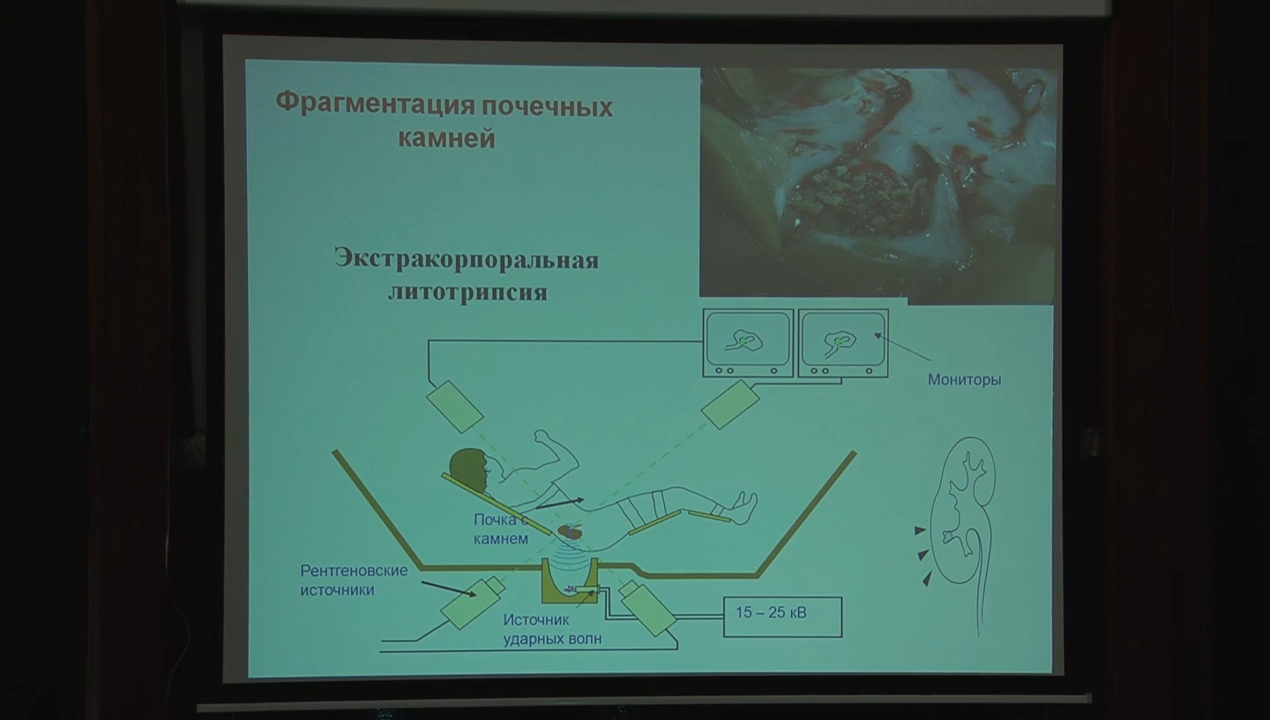 Фрагментация почечных
камней
Экстракорпоральная
литотрипсия
Мониторы
Почка с
камнем
Рентгеновские
источники
Источник
ударных волн
15 – 25 кВ